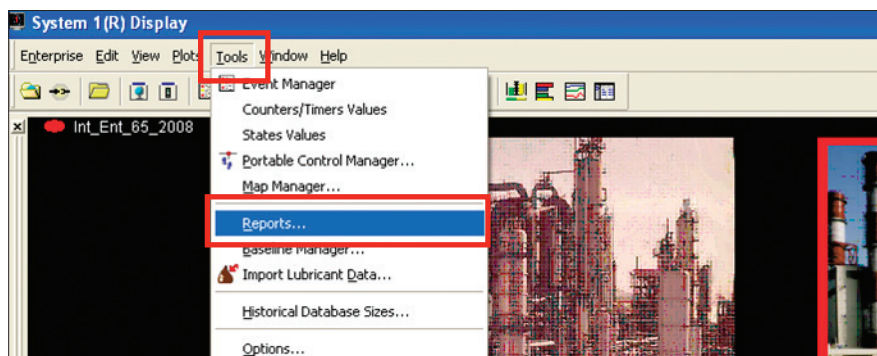 System 1(R) Display
Enterprise Edit View Plots Tools Window Help
Int_Ent_65_2008
Event Manager
Counters/Timers Values
States Values
Portable Control Manager...
Map Manager...
Reports...
Baseline Manager...
Import Lubricant Data...
Historical Database Sizes...
Options...